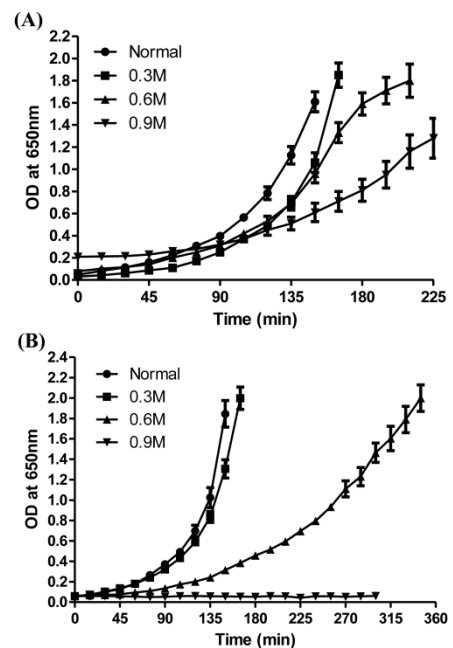 (A)
Normal
0.3M
0.6M
0.9M
OD at 650nm
2.2
2.0
1.8
1.6
1.4
1.2
1.0
0.8
0.6
0.4
0.2
0.0
0 45 90 135 180 225
Time (min)
(B)
Normal
0.3M
0.6M
0.9M
OD at 650nm
2.4
2.2
2.0
1.8
1.6
1.4
1.2
1.0
0.8
0.6
0.4
0.2
0.0
0 45 90 135 180 225 270 315 360
Time (min)